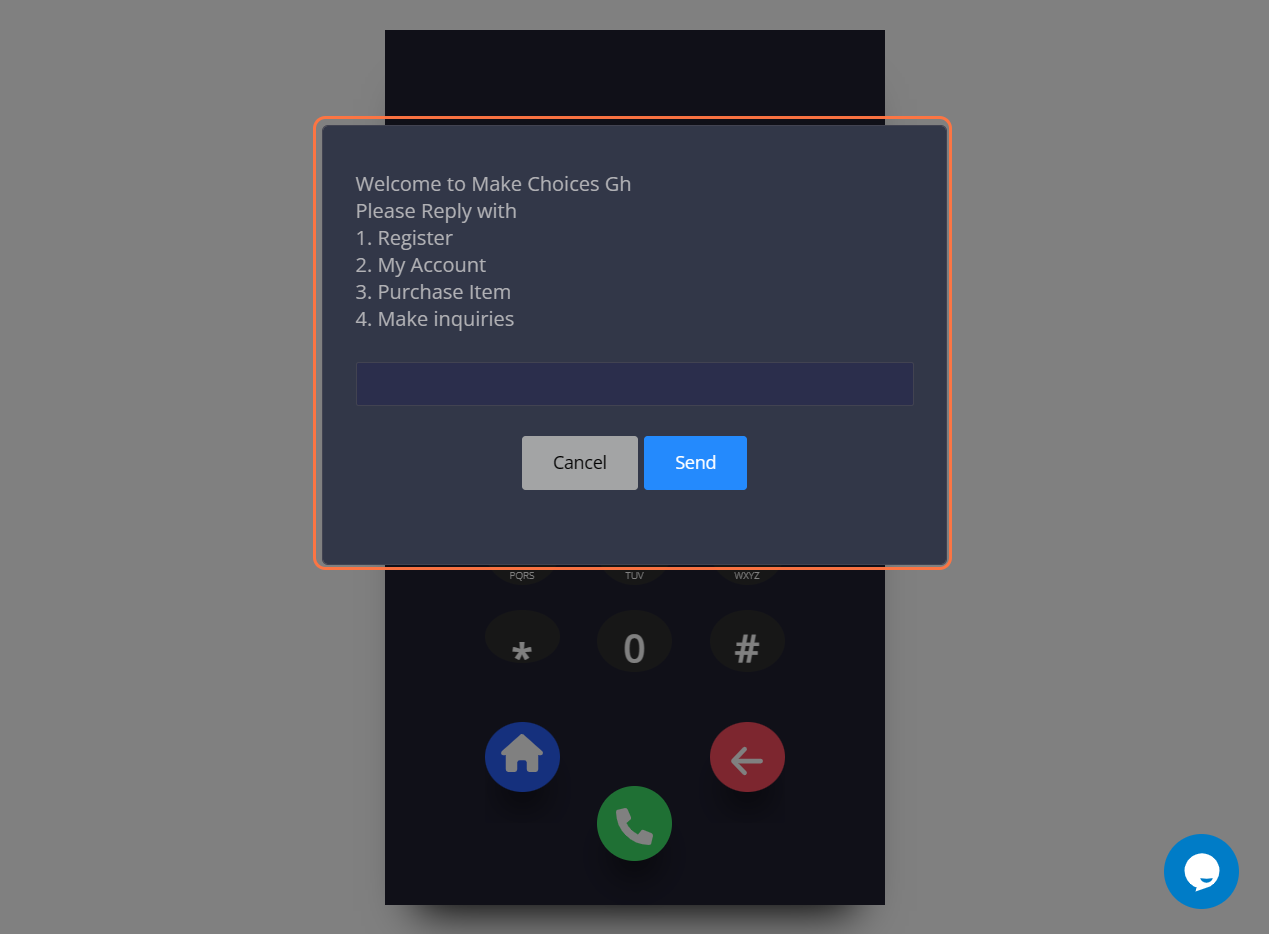 Welcome to Make Choices Gh
Please Reply with
1. Register
2. My Account
3. Purchase Item
4. Make inquiries
Cancel
Send
PQRS
TUV
WXYZ
*
0
#